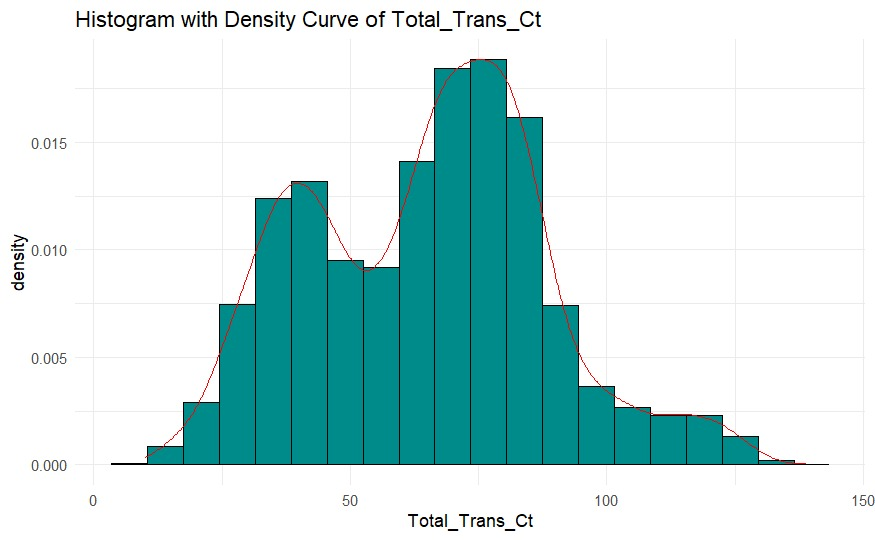 Histogram with Density Curve of Total_Trans_Ct
density
0.015
0.010
0.005
0.000
0 50 100 150
Total_Trans_Ct